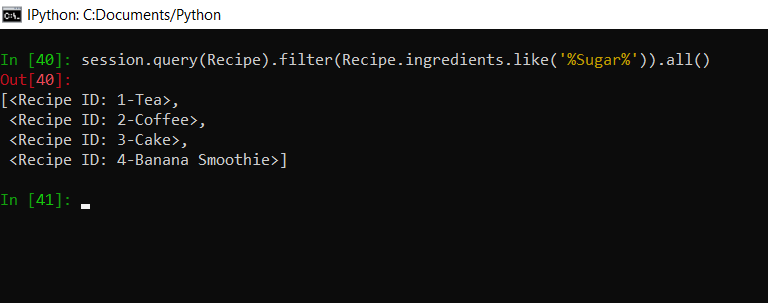 IPython: C:Documents/Python
In [40]: session.query(Recipe).filter(Recipe.ingredients.like('%Sugar%')).all()
Out[40]:
[<Recipe ID: 1-Tea>,
 <Recipe ID: 2-Coffee>,
 <Recipe ID: 3-Cake>,
 <Recipe ID: 4-Banana Smoothie>]
In [41]: